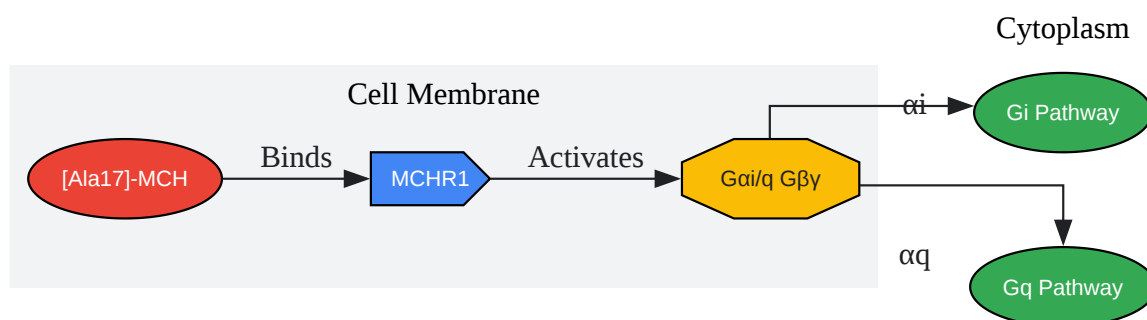 Cytoplasm
Cell Membrane
αi
Gi Pathway
[Ala17]-MCH
Binds
MCHR1
Activates
Gαi/q Gβγ
αq
Gq Pathway